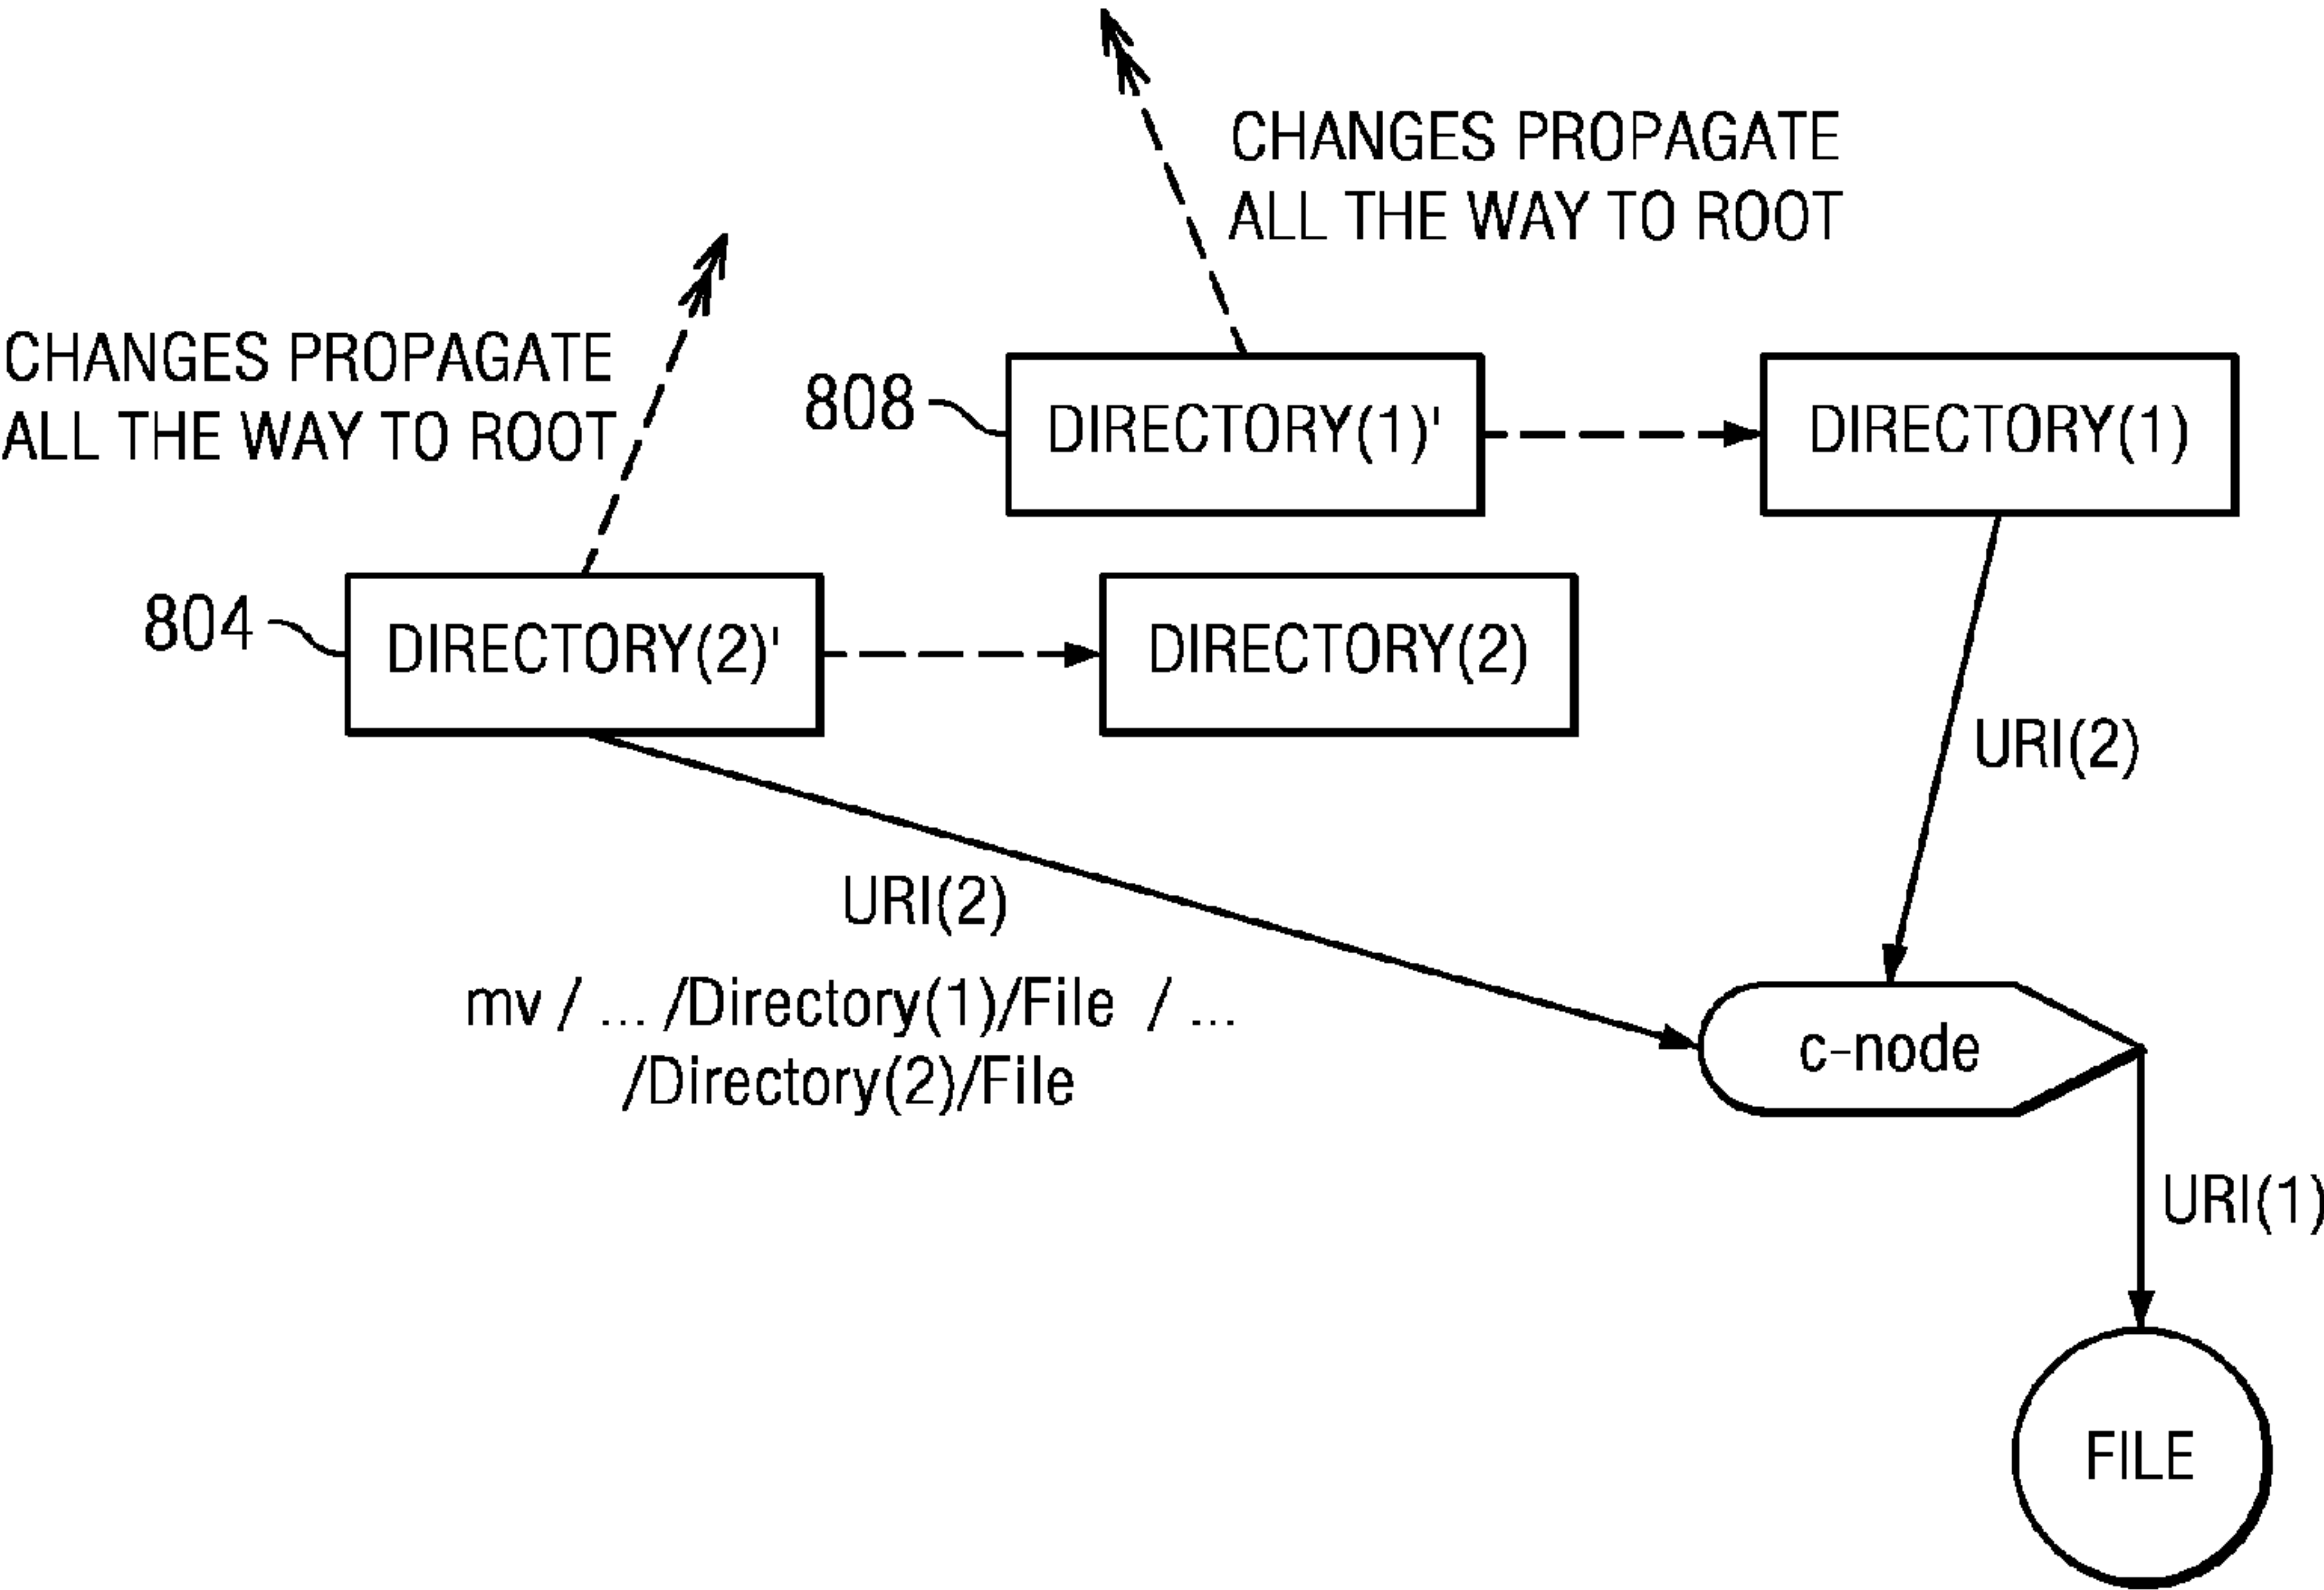 CHANGES PROPAGATE
ALL THE WAY TO ROOT
CHANGES PROPAGATE
ALL THE WAY TO ROOT
808
DIRECTORY(1)'
DIRECTORY(1)
804
DIRECTORY(2)'
DIRECTORY(2)
URI(2)
URI(2)
mv / ... /Directory(1)/File / ...
/Directory(2)/File
c-node
URI(1)
FILE